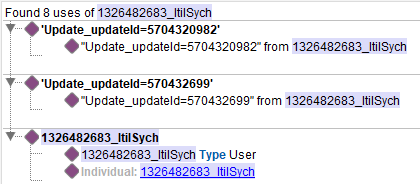 Found 8 uses of 1326482683_ItilSych
'Update_updateId=5704320982'
"Update_updateId=5704320982" from 1326482683_ItilSych
'Update_updateId=570432699'
"Update_updateId=570432699" from 1326482683_ItilSych
1326482683_ItilSych
1326482683_ItilSych Type User
Individual: 1326482683_ItilSych